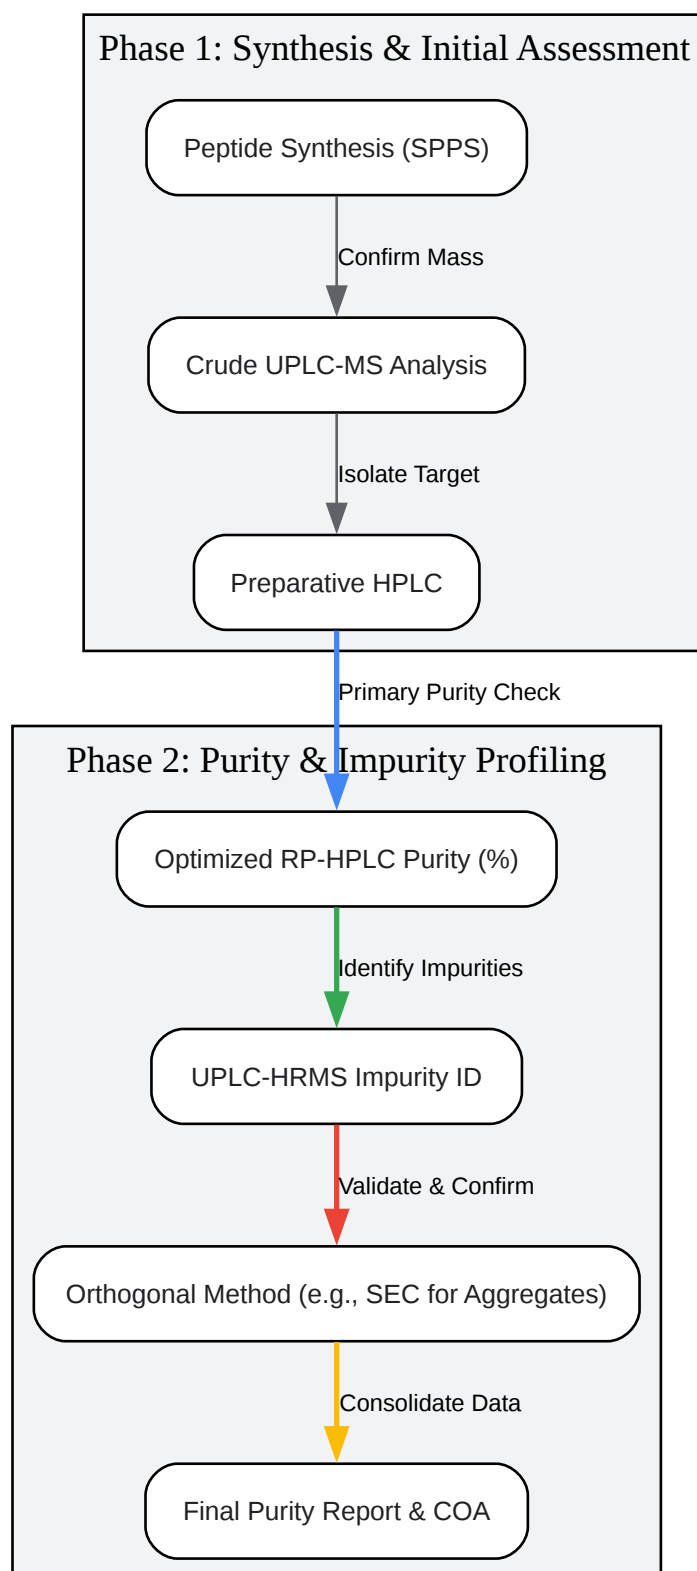 Phase 1: Synthesis & Initial Assessment
Peptide Synthesis (SPPS)
Confirm Mass
Crude UPLC-MS Analysis
Isolate Target
Preparative HPLC
Primary Purity Check
Phase 2: Purity & Impurity Profiling
Optimized RP-HPLC Purity (%)
Identify Impurities
UPLC-HRMS Impurity ID
Validate & Confirm
Orthogonal Method (e.g., SEC for Aggregates)
Consolidate Data
Final Purity Report & COA